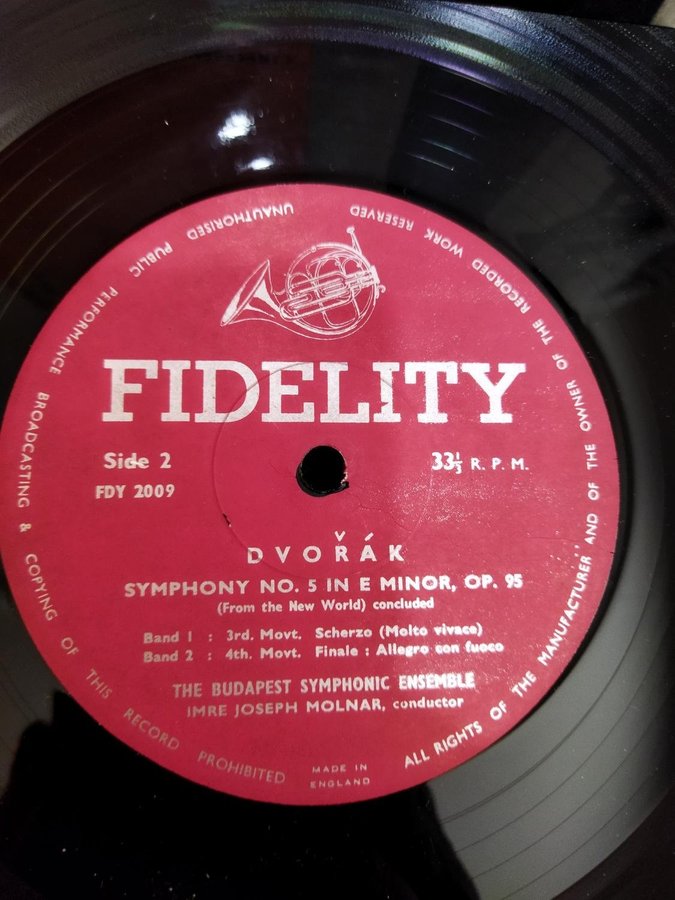 FIDELITY
Side 2
33⅓ R. P. M.
FDY 2009
DVOŘÁK
SYMPHONY NO. 5 IN E MINOR, OP. 95
(From the New World) concluded
Band 1 : 3rd. Movt. Scherzo (Molto vivace)
Band 2 : 4th. Movt. Finale : Allegro con fuoco
THE BUDAPEST SYMPHONIC ENSEMBLE
IMRE JOSEPH MOLNAR, conductor
MADE IN
ENGLAND
ALL RIGHTS OF THE MANUFACTURER AND OF THE OWNER OF THE RECORDED WORK RESERVED
UNAUTHORISED PUBLIC PERFORMANCE BROADCASTING & COPYING OF THIS RECORD PROHIBITED